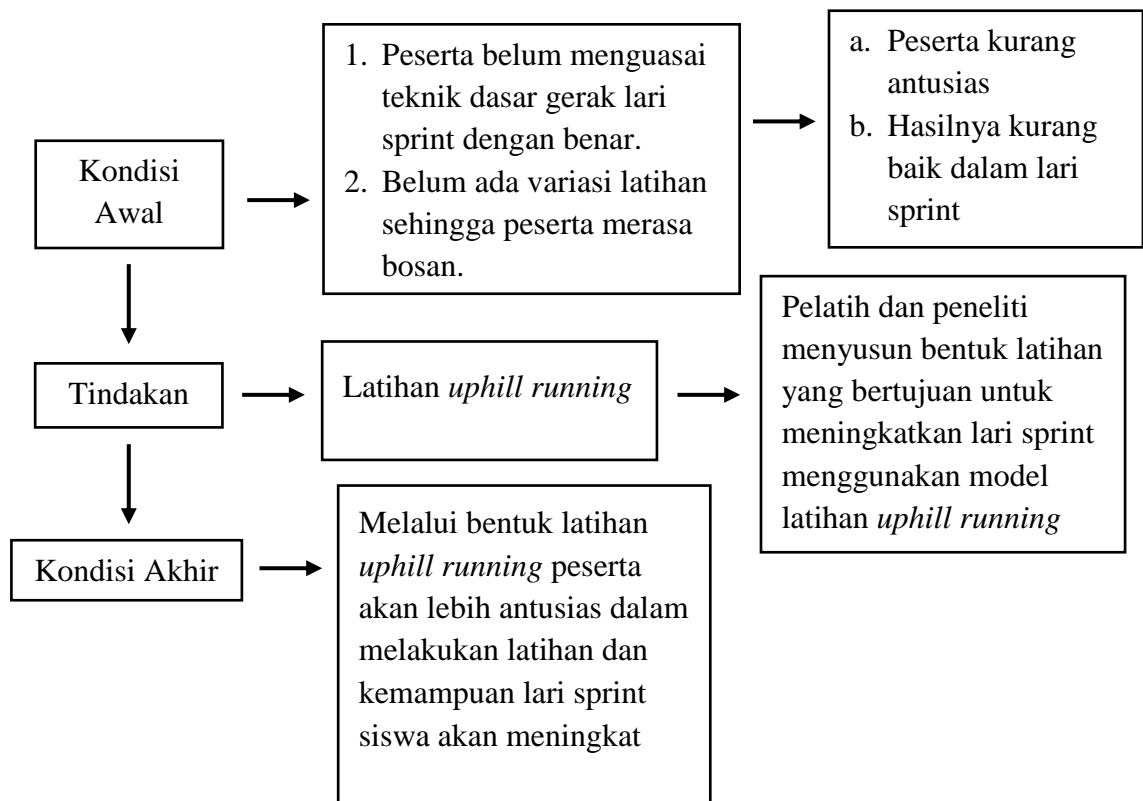 Kondisi
Awal
1. Peserta belum menguasai
teknik dasar gerak lari
sprint dengan benar.
2. Belum ada variasi latihan
sehingga peserta merasa
bosan.
a. Peserta kurang
antusias
b. Hasilnya kurang
baik dalam lari
sprint
Tindakan
Latihan uphill running
Pelatih dan peneliti
menyusun bentuk latihan
yang bertujuan untuk
meningkatkan lari sprint
menggunakan model
latihan uphill running
Kondisi Akhir
Melalui bentuk latihan
uphill running peserta
akan lebih antusias dalam
melakukan latihan dan
kemampuan lari sprint
siswa akan meningkat